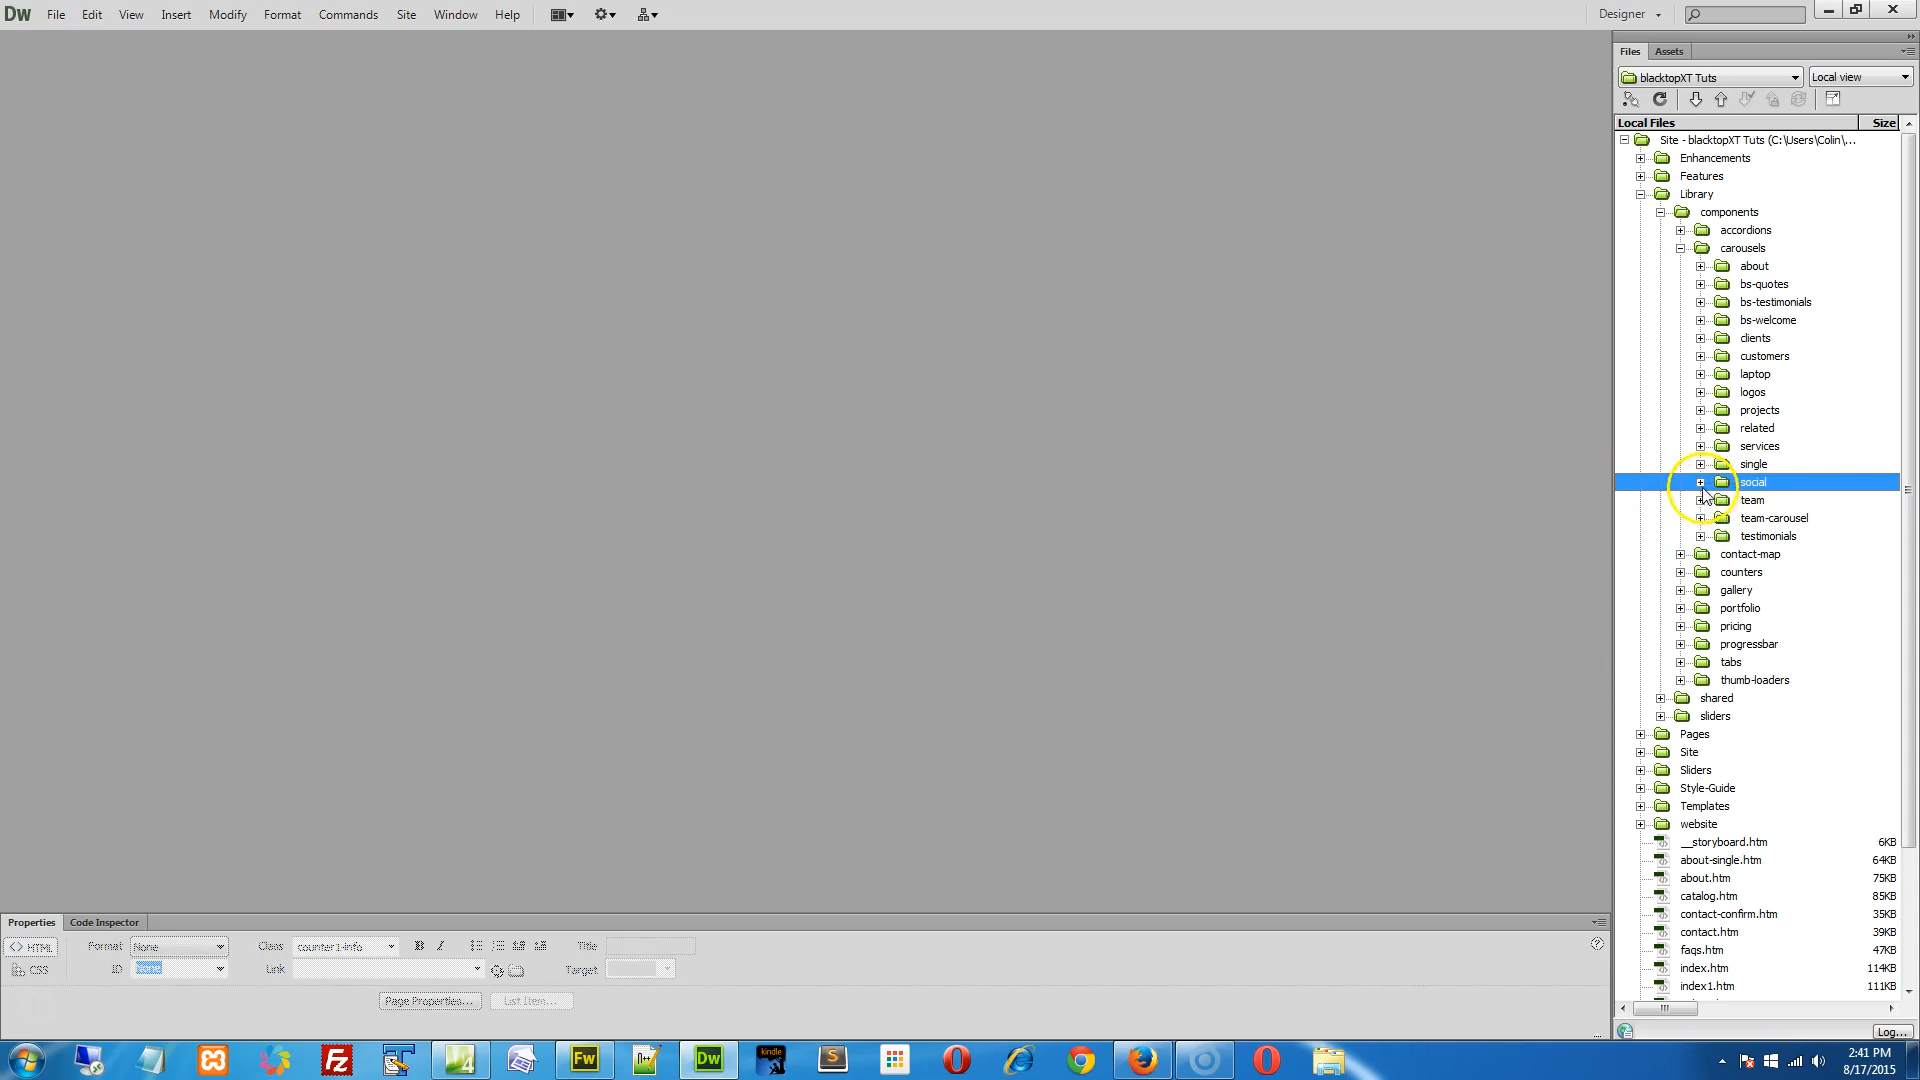 Dw File Edit View Insert Modify Format Commands Site Window Help Designer
Files Assets
blacktopXT Tuts Local view
Local Files Size
Site - blacktopXT Tuts (C:\Users\Colin\...
Enhancements
Features
Library
components
accordions
carousels
about
bs-quotes
bs-testimonials
bs-welcome
clients
customers
laptop
logos
projects
related
services
single
social
team
team-carousel
testimonials
contact-map
counters
gallery
portfolio
pricing
progressbar
tabs
thumb-loaders
shared
sliders
Pages
Site
Sliders
Style-Guide
Templates
website
__storyboard.htm 6KB
about-single.htm 64KB
about.htm 75KB
catalog.htm 85KB
contact-confirm.htm 35KB
contact.htm 39KB
faqs.htm 47KB
index.htm 114KB
index1.htm 111KB
Log...
Properties Code Inspector
<> HTML Format None Class counter1-info B I Title
CSS ID None Link Target
Page Properties... List Item...
Fz Fw n++ Dw kindle S
2:41 PM
8/17/2015